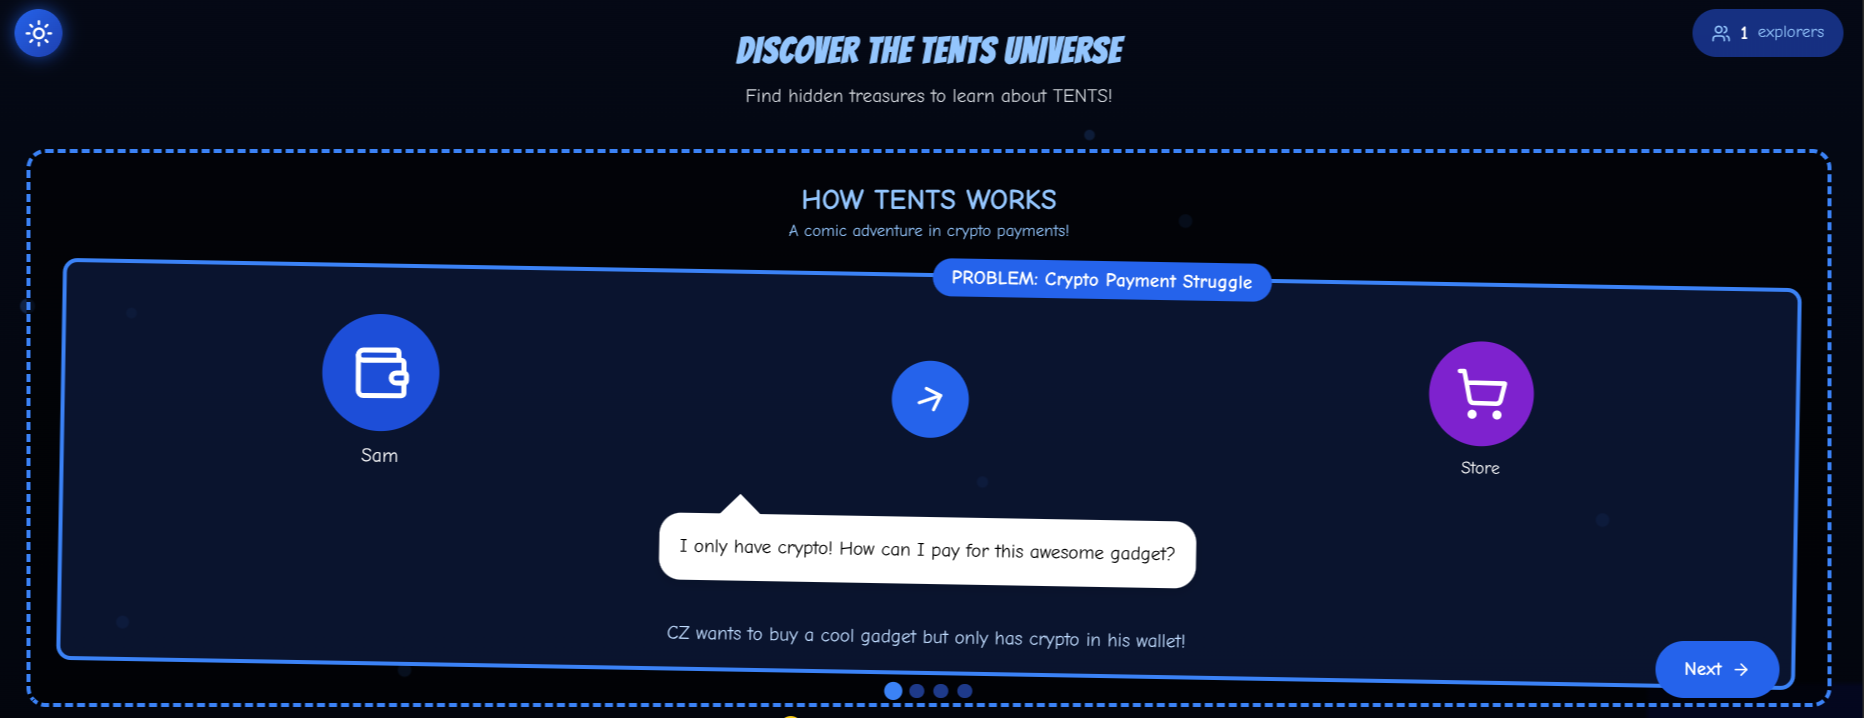 DISCOVER THE TENTS UNIVERSE
1 explorers
Find hidden treasures to learn about TENTS!
HOW TENTS WORKS
A comic adventure in crypto payments!
PROBLEM: Crypto Payment Struggle
Sam
Store
I only have crypto! How can I pay for this awesome gadget?
CZ wants to buy a cool gadget but only has crypto in his wallet!
Next